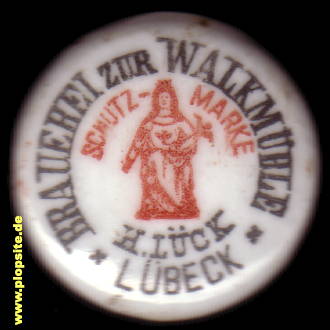 BRAUEREI ZUR WALKMÜHLE
SCHUTZ-MARKE
H. LÜCK
* LÜBECK *
© www.plopsite.de